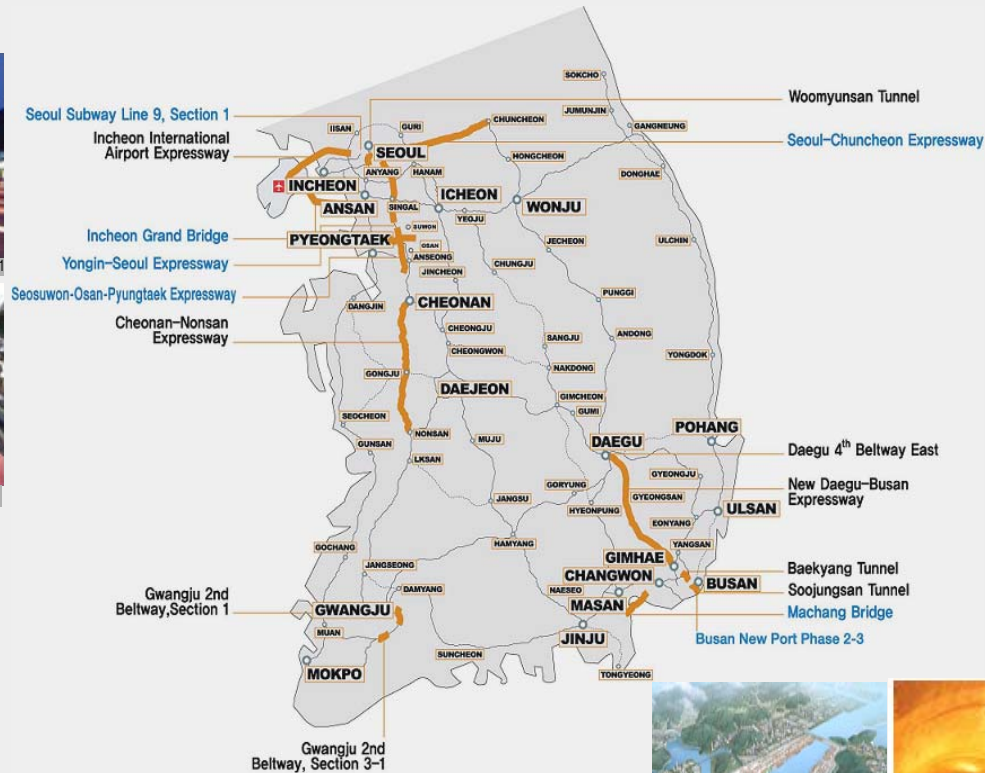 Seoul Subway Line 9, Section 1
Incheon International
Airport Expressway
Incheon Grand Bridge
Yongin-Seoul Expressway
Seosuwon-Osan-Pyungtaek Expressway
Cheonan-Nonsan
Expressway
Gwangju 2nd
Beltway,Section 1
Gwangju 2nd
Beltway, Section 3-1
Woomyunsan Tunnel
Seoul-Chuncheon Expressway
Daegu 4th Beltway East
New Daegu-Busan
Expressway
Baekyang Tunnel
Soojungsan Tunnel
Machang Bridge
Busan New Port Phase 2-3
SOKCHO
JUMUNJIN
GANGNEUNG
CHUNCHEON
IISAN
GURI
SEOUL
HONGCHEON
DONGHAE
ANYANG
HANAM
INCHEON
ICHEON
WONJU
ANSAN
SINGAL
YEOJU
SUWON
PYEONGTAEK
OSAN
ULCHIN
ANSEONG
JECHEON
JINCHEON
CHUNGJU
PUNGGI
DANGJIN
CHEONAN
CHEONGJU
ANDONG
SANGJU
CHEONGWON
YONGDOK
NAKDONG
GONGJU
DAEJEON
GIMCHEON
GUMI
SEOCHEON
NONSAN
POHANG
GUNSAN
MUJU
DAEGU
LKSAN
GYEONGJU
GORYUNG
GYEONGSAN
JANGSU
HYEONPUNG
ULSAN
EONYANG
HAMYANG
YANGSAN
GOCHANG
GIMHAE
JANGSEONG
CHANGWON
BUSAN
DAMYANG
NAESEO
GWANGJU
MASAN
MUAN
JINJU
SUNCHEON
MOKPO
TONGYEONG